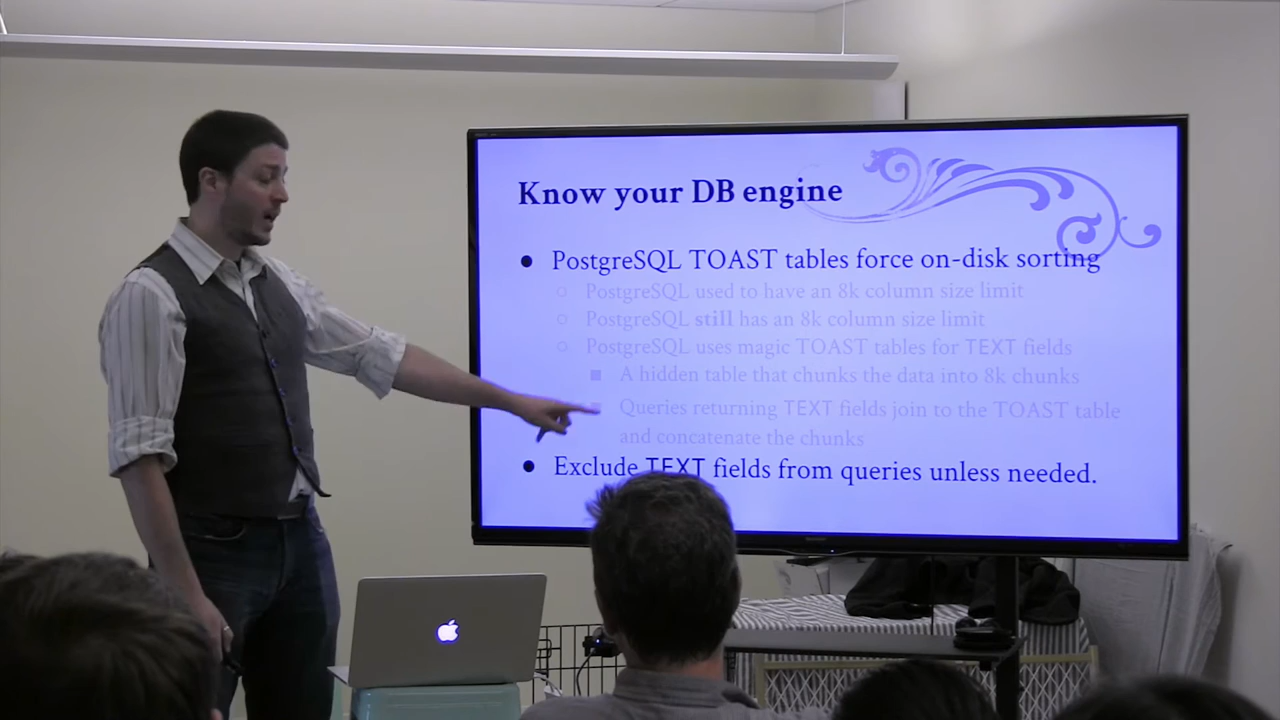 Know your DB engine
● PostgreSQL TOAST tables force on-disk sorting
○ PostgreSQL used to have an 8k column size limit
○ PostgreSQL still has an 8k column size limit
○ PostgreSQL uses magic TOAST tables for TEXT fields
■ A hidden table that chunks the data into 8k chunks
■ Queries returning TEXT fields join to the TOAST table
and concatenate the chunks
● Exclude TEXT fields from queries unless needed.